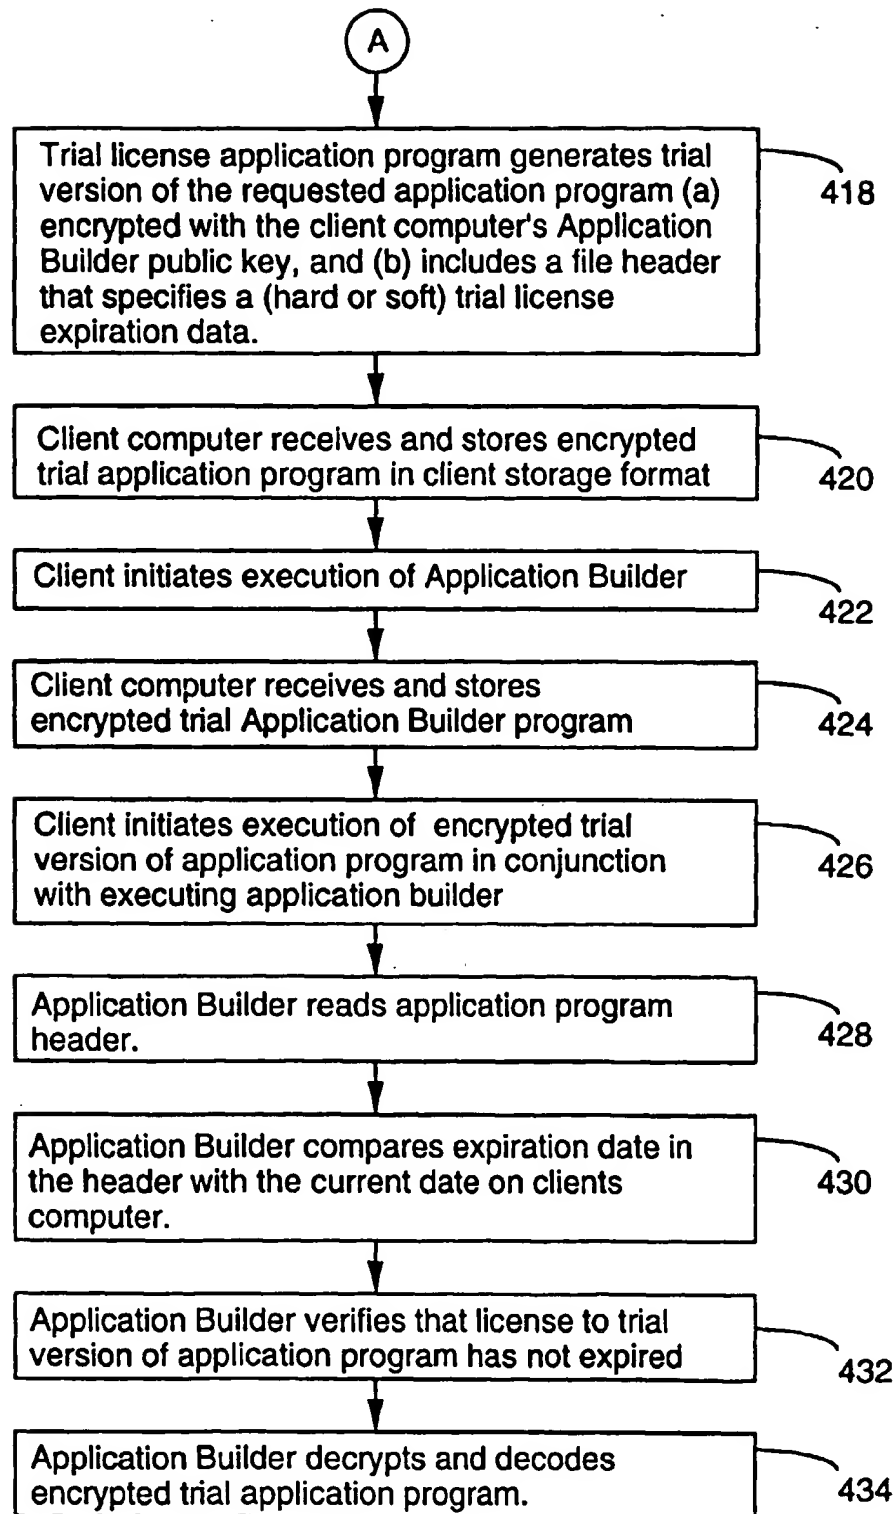 A
Trial license application program generates trial
version of the requested application program (a)
encrypted with the client computer's Application
Builder public key, and (b) includes a file header
that specifies a (hard or soft) trial license
expiration data.
418
Client computer receives and stores encrypted
trial application program in client storage format
420
Client initiates execution of Application Builder
422
Client computer receives and stores
encrypted trial Application Builder program
424
Client initiates execution of encrypted trial
version of application program in conjunction
with executing application builder
426
Application Builder reads application program
header.
428
Application Builder compares expiration date in
the header with the current date on clients
computer.
430
Application Builder verifies that license to trial
version of application program has not expired
432
Application Builder decrypts and decodes
encrypted trial application program.
434